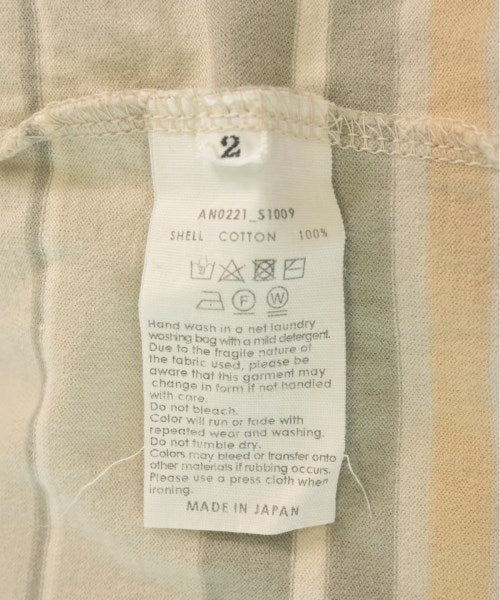 2
AN0221_S1009
SHELL COTTON 100%
F W
Hand wash in a net laundry
washing bag with a mild detergent.
Due to the fragile nature of
the fabric used, please be
aware that this garment may
change in form if not handled
with care.
Do not bleach.
Color will run or fade with
repeated wear and washing.
Do not tumble dry.
Colors may bleed or transfer onto
other materials if rubbing occurs.
Please use a press cloth when
ironing.
MADE IN JAPAN